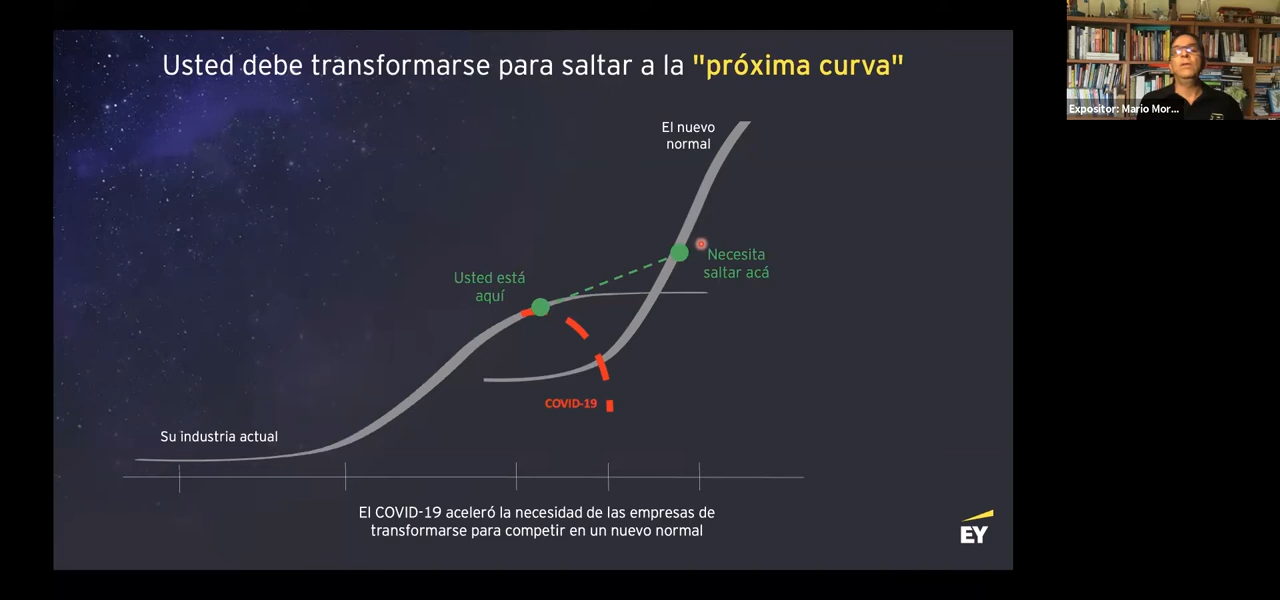 Usted debe transformarse para saltar a la "próxima curva"
Expositor: Mario Mor...
El nuevo
normal
Necesita
saltar acá
Usted está
aquí
COVID-19
Su industria actual
El COVID-19 aceleró la necesidad de las empresas de
transformarse para competir en un nuevo normal
EY